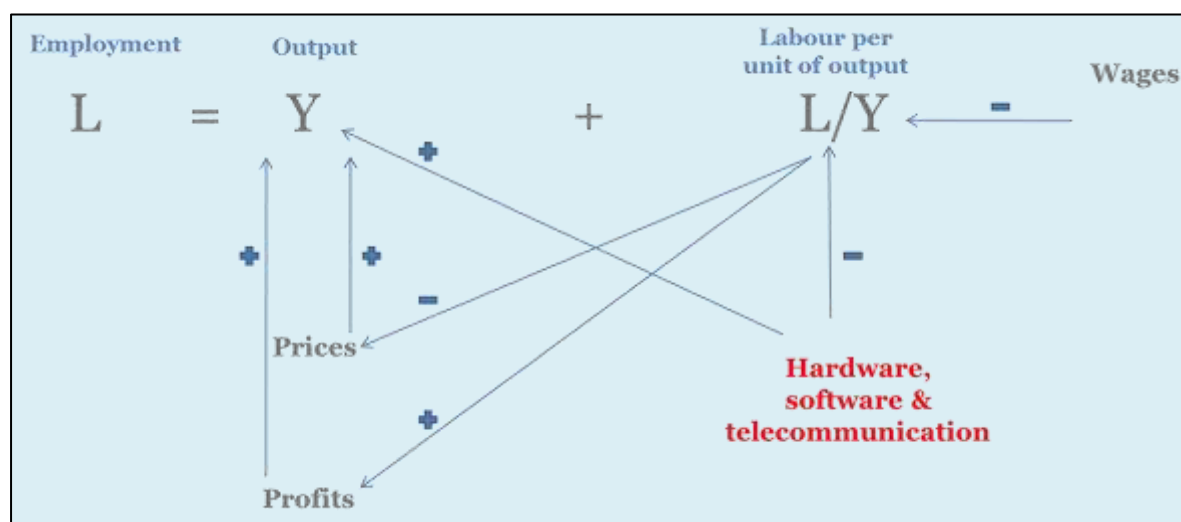 Employment
Output
Labour per
unit of output
Wages
L = Y + L/Y
Prices
Hardware,
software &
telecommunication
Profits